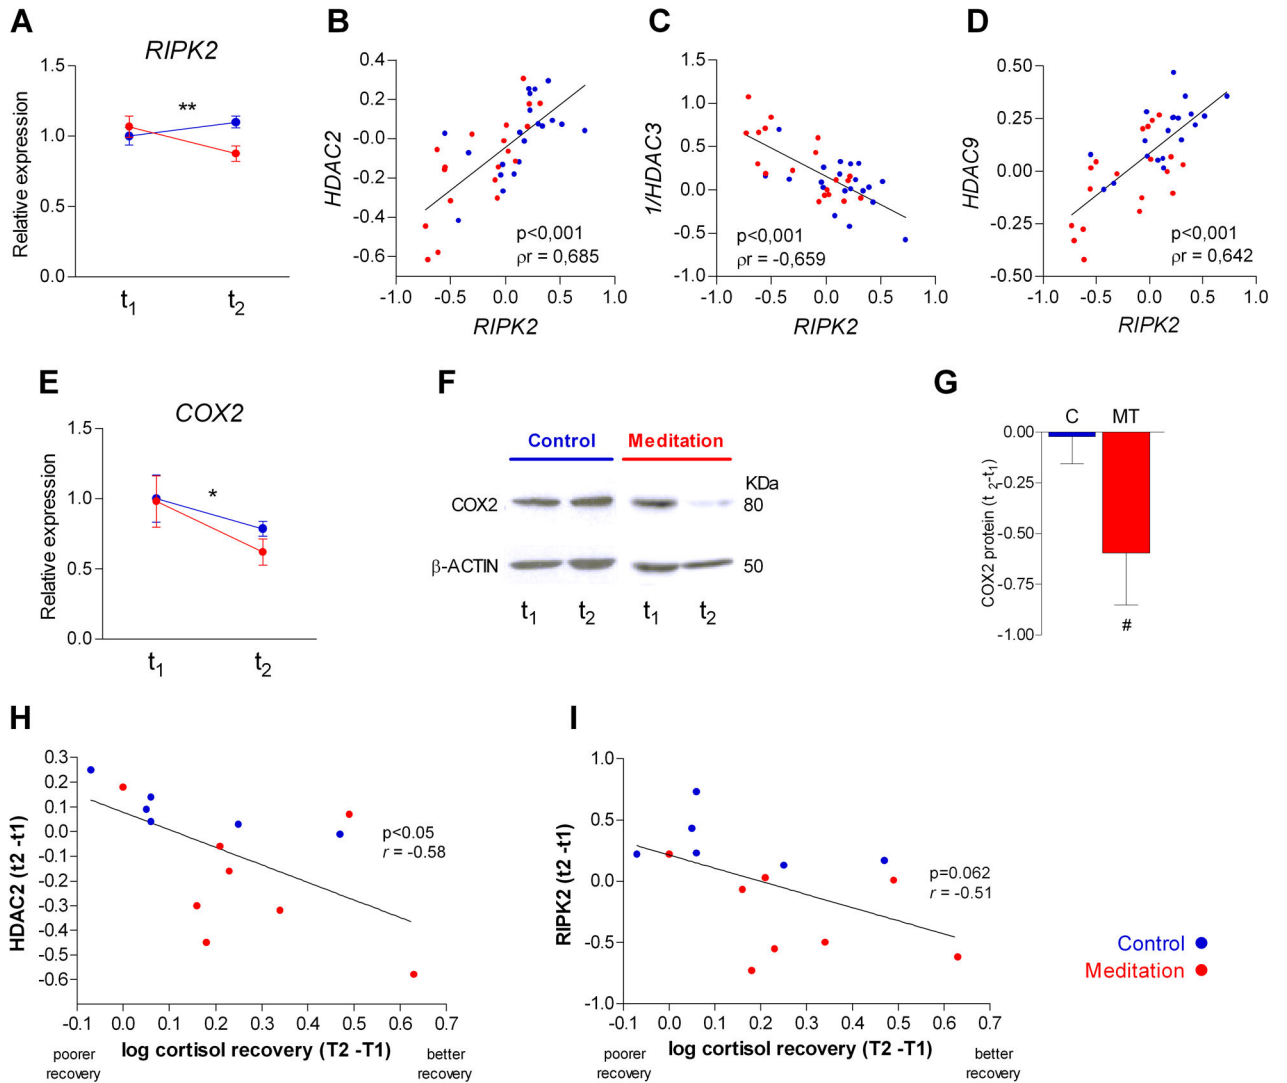 A
RIPK2
Relative expression
1.5
1.0
0.5
0.0
**
t1
t2
B
HDAC2
0.4
0.2
-0.0
-0.2
-0.4
-0.6
p<0,001
ρr = 0,685
-1.0
-0.5
0.0
0.5
1.0
RIPK2
C
1/HDAC3
1.5
1.0
0.5
0.0
-0.5
-1.0
p<0,001
ρr = -0,659
-1.0
-0.5
0.0
0.5
1.0
RIPK2
D
HDAC9
0.50
0.25
0.00
-0.25
-0.50
p<0,001
ρr = 0,642
-1.0
-0.5
0.0
0.5
1.0
RIPK2
E
COX2
Relative expression
1.5
1.0
0.5
0.0
*
t1
t2
F
Control
Meditation
KDa
COX2
80
β-ACTIN
50
t1
t2
t1
t2
G
C
MT
COX2 protein (t2-t1)
0.00
-0.25
-0.50
-0.75
-1.00
#
H
HDAC2 (t2 -t1)
0.3
0.2
0.1
0.0
-0.1
-0.2
-0.3
-0.4
-0.5
-0.6
p<0.05
r = -0.58
-0.1
0.0
0.1
0.2
0.3
0.4
0.5
0.6
0.7
log cortisol recovery (T2 -T1)
poorer
recovery
better
recovery
I
RIPK2 (t2 -t1)
1.0
0.5
0.0
-0.5
-1.0
p=0.062
r = -0.51
-0.1
0.0
0.1
0.2
0.3
0.4
0.5
0.6
0.7
log cortisol recovery (T2 -T1)
poorer
recovery
better
recovery
Control
Meditation